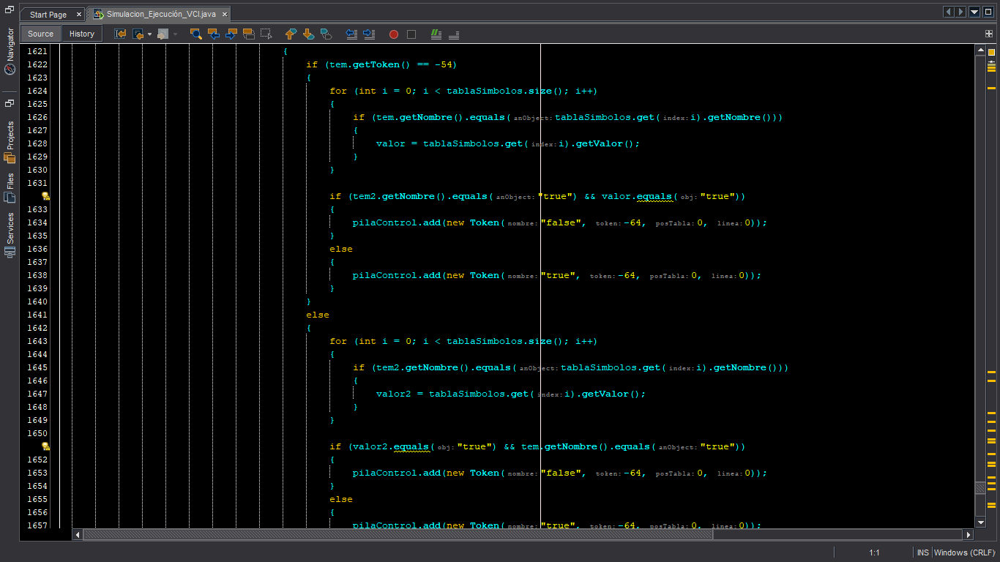 Start Page × Simulacion_Ejecución_VCI.java ×
Source History
Navigator
Projects
Files
Services
1621 {
1622 if (tem.getToken() == -54)
1623 {
1624 for (int i = 0; i < tablaSimbolos.size(); i++)
1625 {
1626 if (tem.getNombre().equals( anObject: tablaSimbolos.get( index: i).getNombre()))
1627 {
1628 valor = tablaSimbolos.get( index: i).getValor();
1629 }
1630 }
1631
if (tem2.getNombre().equals( anObject: "true") && valor.equals( obj: "true"))
1633 {
1634 pilaControl.add(new Token( nombre: "false", token: -64, posTabla: 0, linea: 0));
1635 }
1636 else
1637 {
1638 pilaControl.add(new Token( nombre: "true", token: -64, posTabla: 0, linea: 0));
1639 }
1640 }
1641 else
1642 {
1643 for (int i = 0; i < tablaSimbolos.size(); i++)
1644 {
1645 if (tem2.getNombre().equals( anObject: tablaSimbolos.get( index: i).getNombre()))
1646 {
1647 valor2 = tablaSimbolos.get( index: i).getValor();
1648 }
1649 }
1650
if (valor2.equals( obj: "true") && tem.getNombre().equals( anObject: "true"))
1652 {
1653 pilaControl.add(new Token( nombre: "false", token: -64, posTabla: 0, linea: 0));
1654 }
1655 else
1656 {
1657 pilaControl.add(new Token( nombre: "true", token: -64, posTabla: 0, linea: 0));
1:1 INS Windows (CRLF)